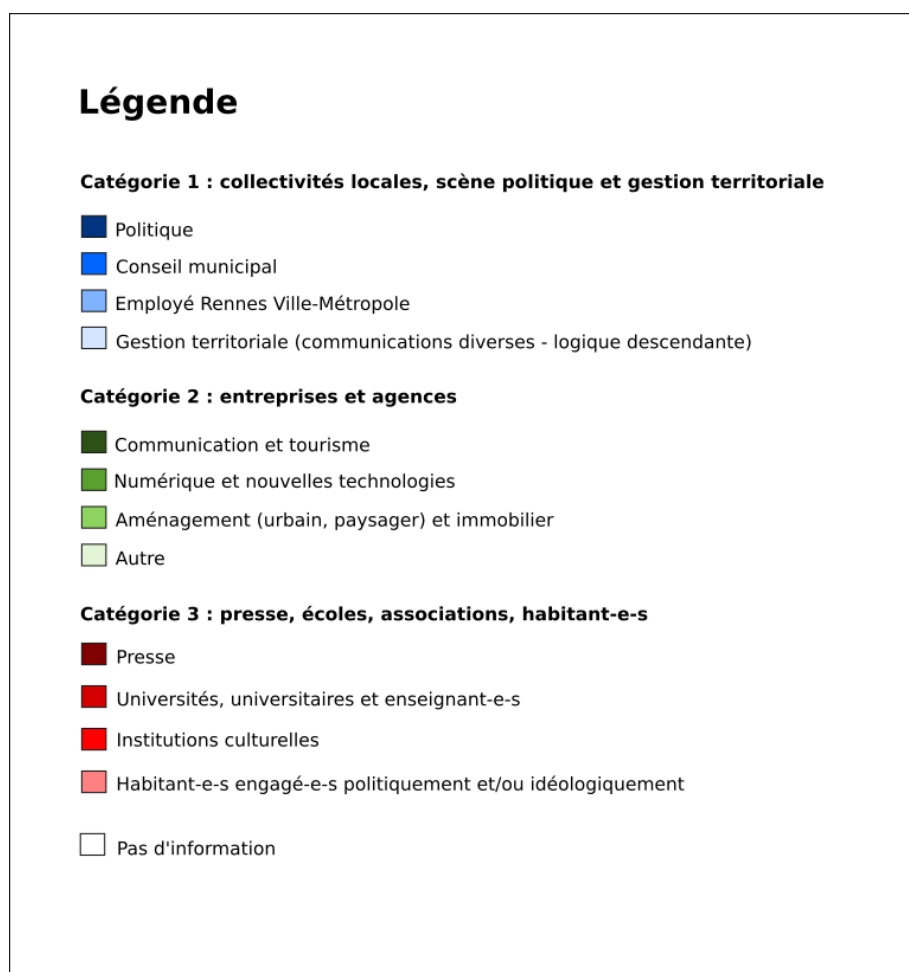 Légende
Catégorie 1 : collectivités locales, scène politique et gestion territoriale
Politique
Conseil municipal
Employé Rennes Ville-Métropole
Gestion territoriale (communications diverses - logique descendante)
Catégorie 2 : entreprises et agences
Communication et tourisme
Numérique et nouvelles technologies
Aménagement (urbain, paysager) et immobilier
Autre
Catégorie 3 : presse, écoles, associations, habitant-e-s
Presse
Universités, universitaires et enseignant-e-s
Institutions culturelles
Habitant-e-s engagé-e-s politiquement et/ou idéologiquement
Pas d'information